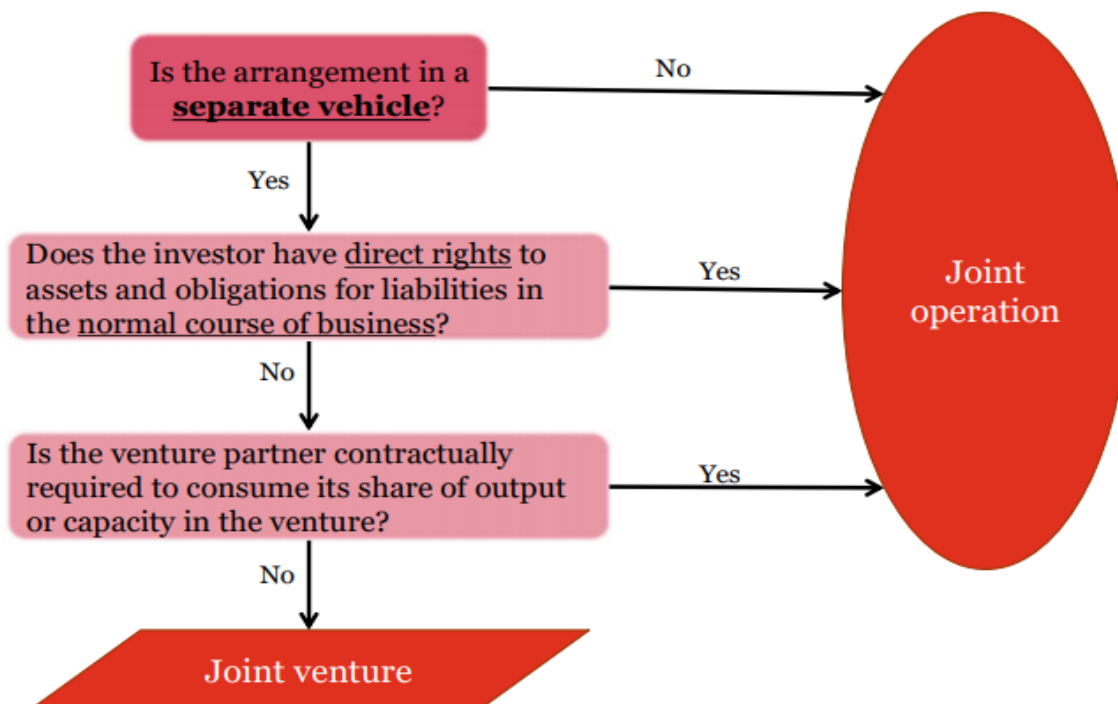 Is the arrangement in a
separate vehicle?
No
Yes
Does the investor have direct rights to
assets and obligations for liabilities in
the normal course of business?
Yes
Joint
operation
No
Is the venture partner contractually
required to consume its share of output
or capacity in the venture?
Yes
No
Joint venture